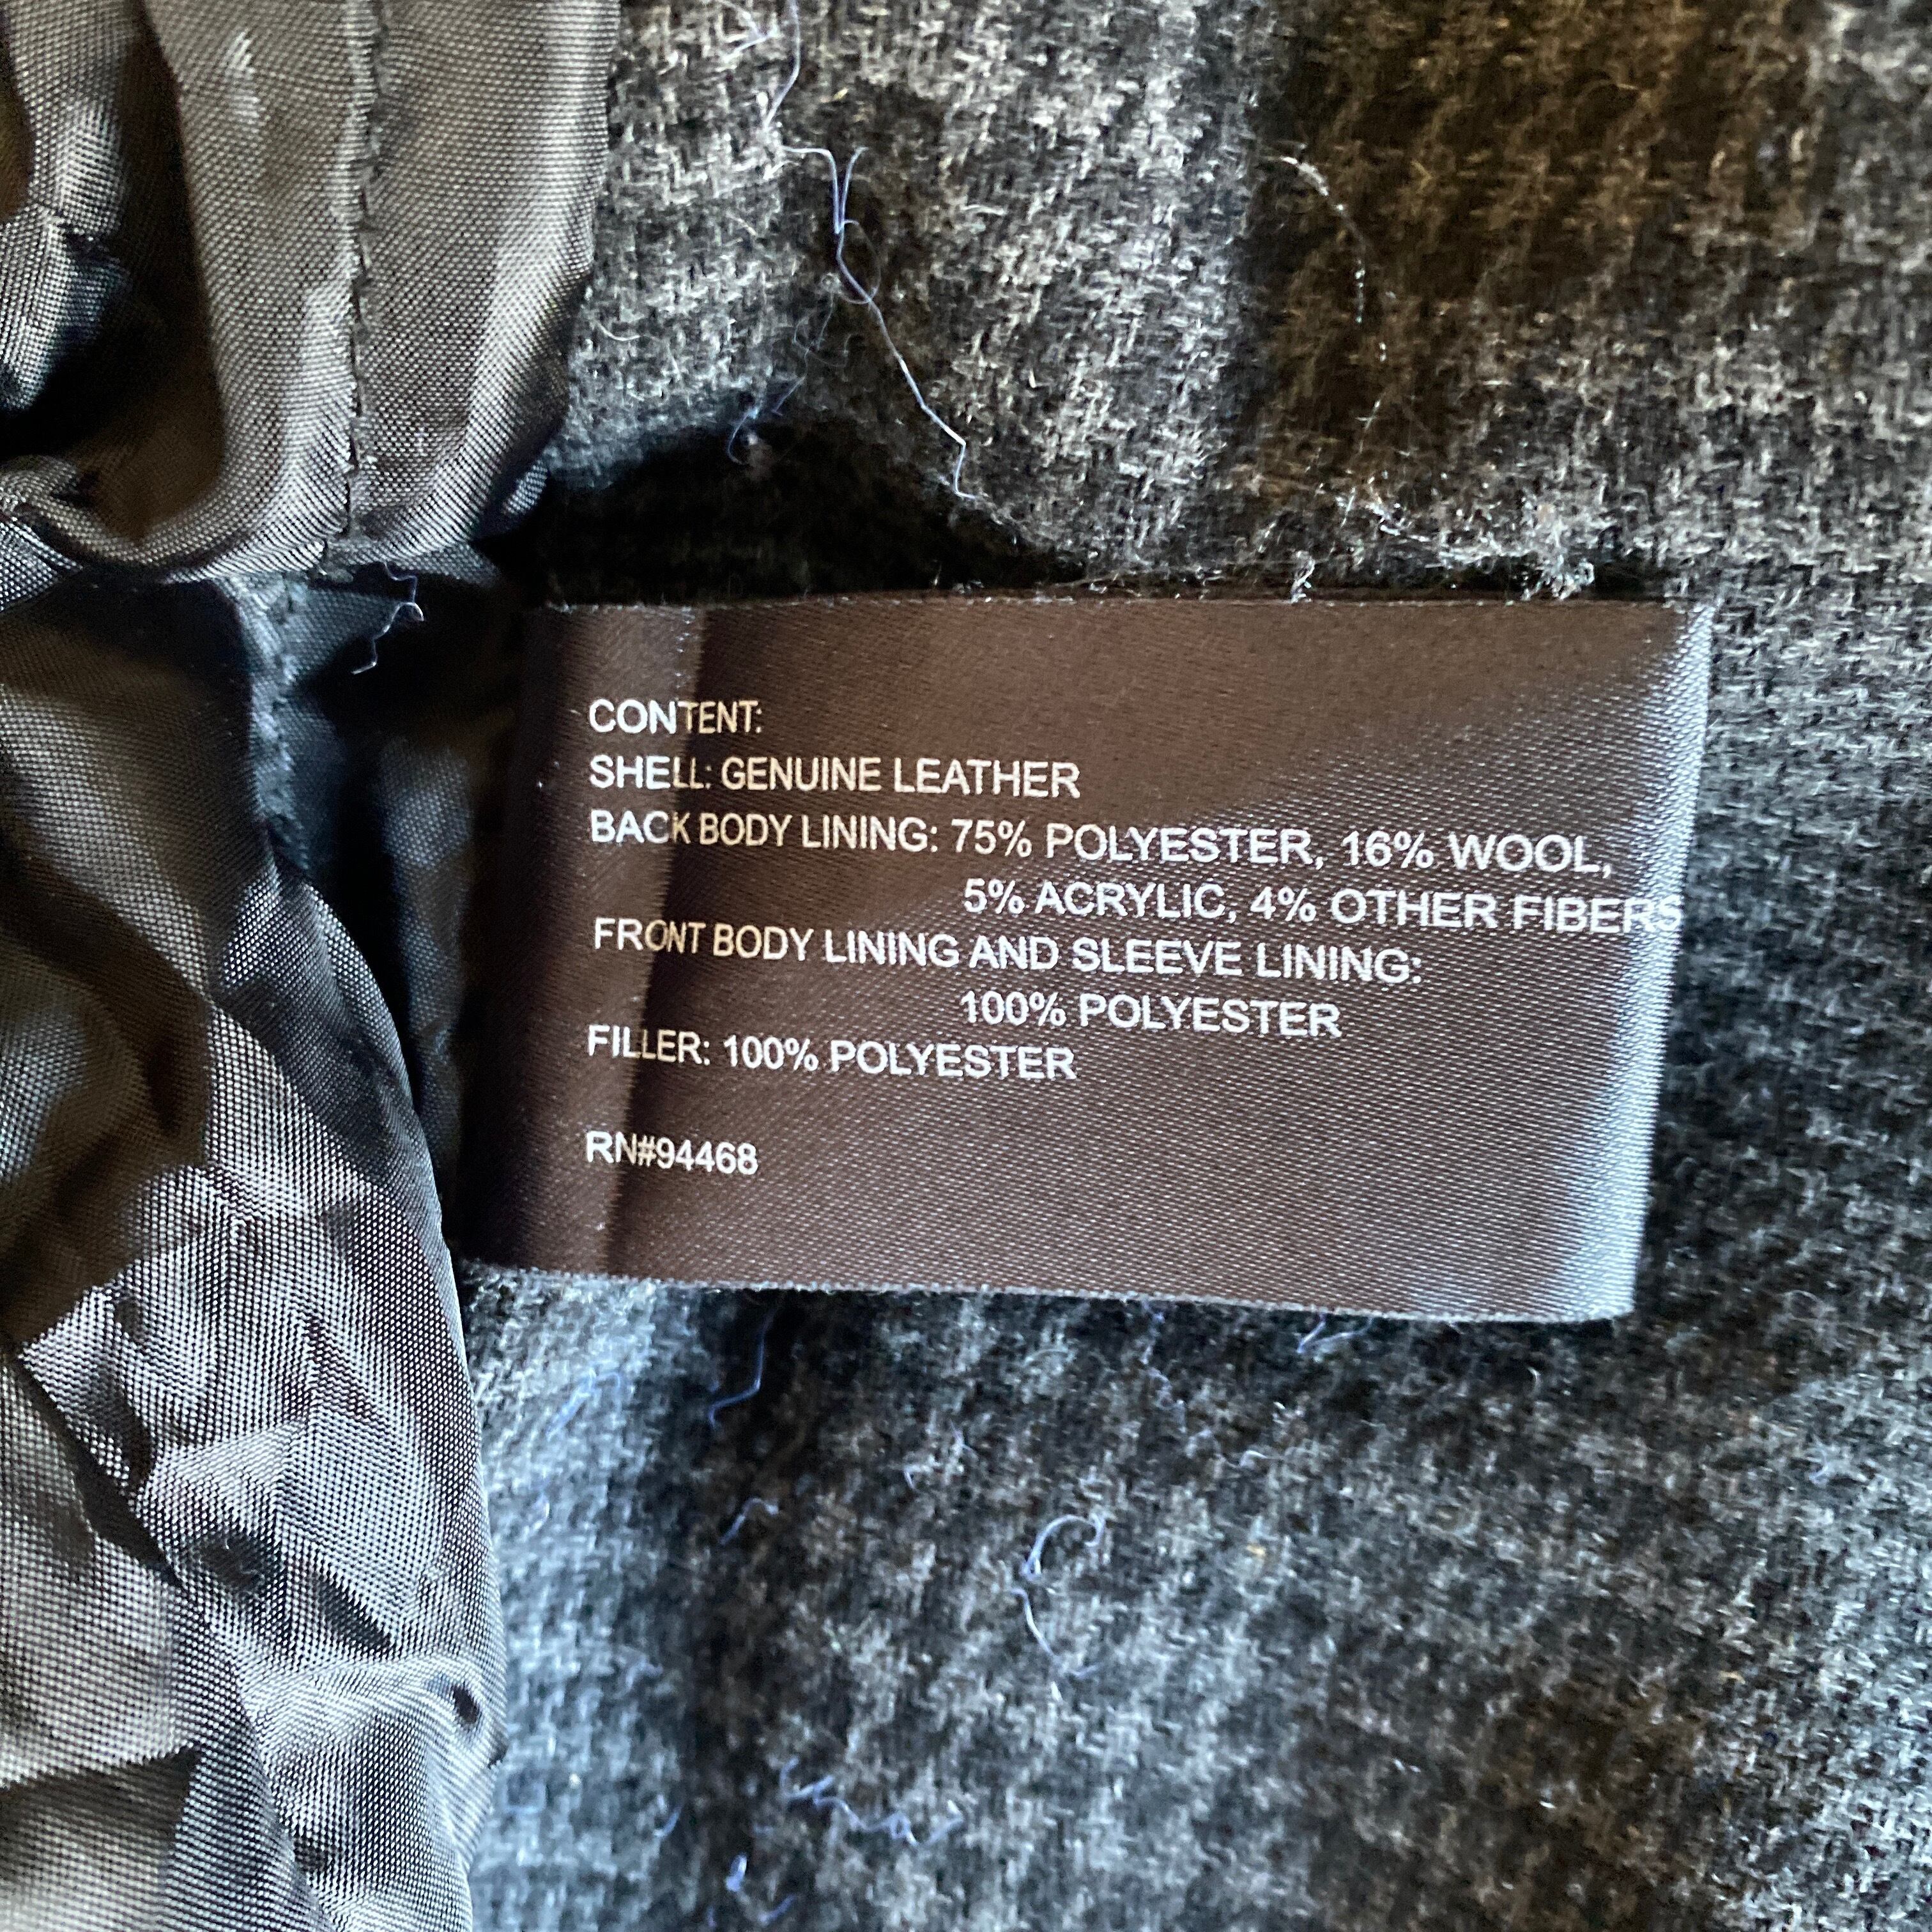 CONTENT:
SHELL: GENUINE LEATHER
BACK BODY LINING: 75% POLYESTER, 16% WOOL,
5% ACRYLIC, 4% OTHER FIBERS
FRONT BODY LINING AND SLEEVE LINING:
100% POLYESTER
FILLER: 100% POLYESTER
RN#94468